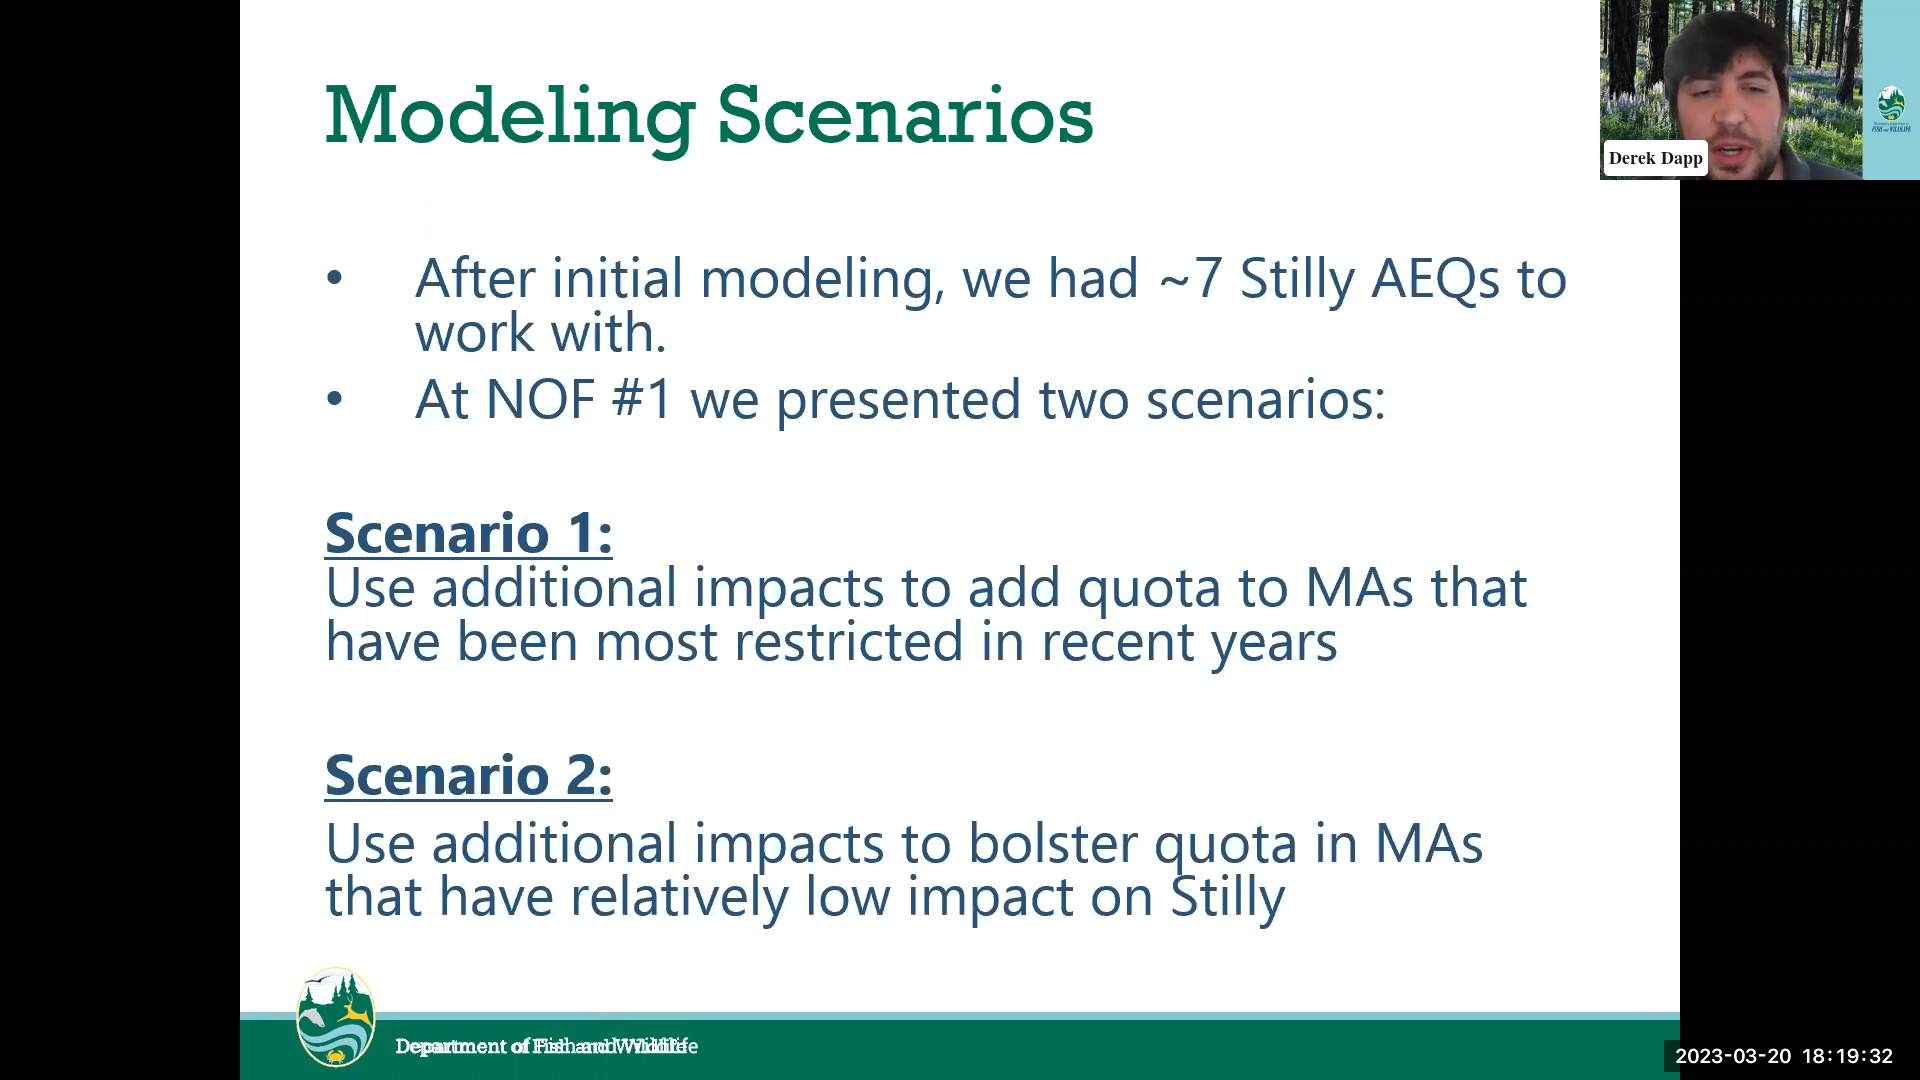 Modeling Scenarios
• After initial modeling, we had ~7 Stilly AEQs to
work with.
• At NOF #1 we presented two scenarios:
Scenario 1:
Use additional impacts to add quota to MAs that
have been most restricted in recent years
Scenario 2:
Use additional impacts to bolster quota in MAs
that have relatively low impact on Stilly
Department of Fish and Wildlife
Derek Dapp
FISH and WILDLIFE
2023-03-20 18:19:32